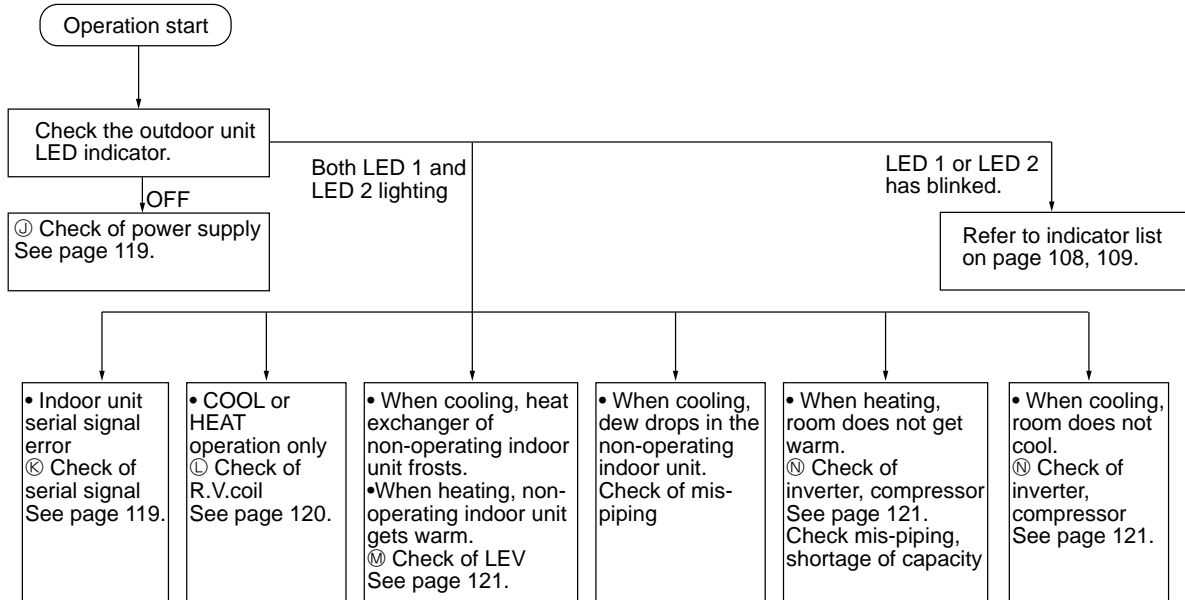 Operation start
Check the outdoor unit
LED indicator.
OFF
Ⓙ Check of power supply
See page 119.
Both LED 1 and
LED 2 lighting
LED 1 or LED 2
has blinked.
Refer to indicator list
on page 108, 109.
• Indoor unit
serial signal
error
Ⓚ Check of
serial signal
See page 119.
• COOL or
HEAT
operation only
Ⓛ Check of
R.V.coil
See page 120.
• When cooling, heat
exchanger of
non-operating indoor
unit frosts.
•When heating, non-
operating indoor unit
gets warm.
Ⓜ Check of LEV
See page 121.
• When cooling,
dew drops in the
non-operating
indoor unit.
Check of mis-
piping
• When heating,
room does not get
warm.
Ⓝ Check of
inverter, compressor
See page 121.
Check mis-piping,
shortage of capacity
• When cooling,
room does not
cool.
Ⓝ Check of
inverter,
compressor
See page 121.